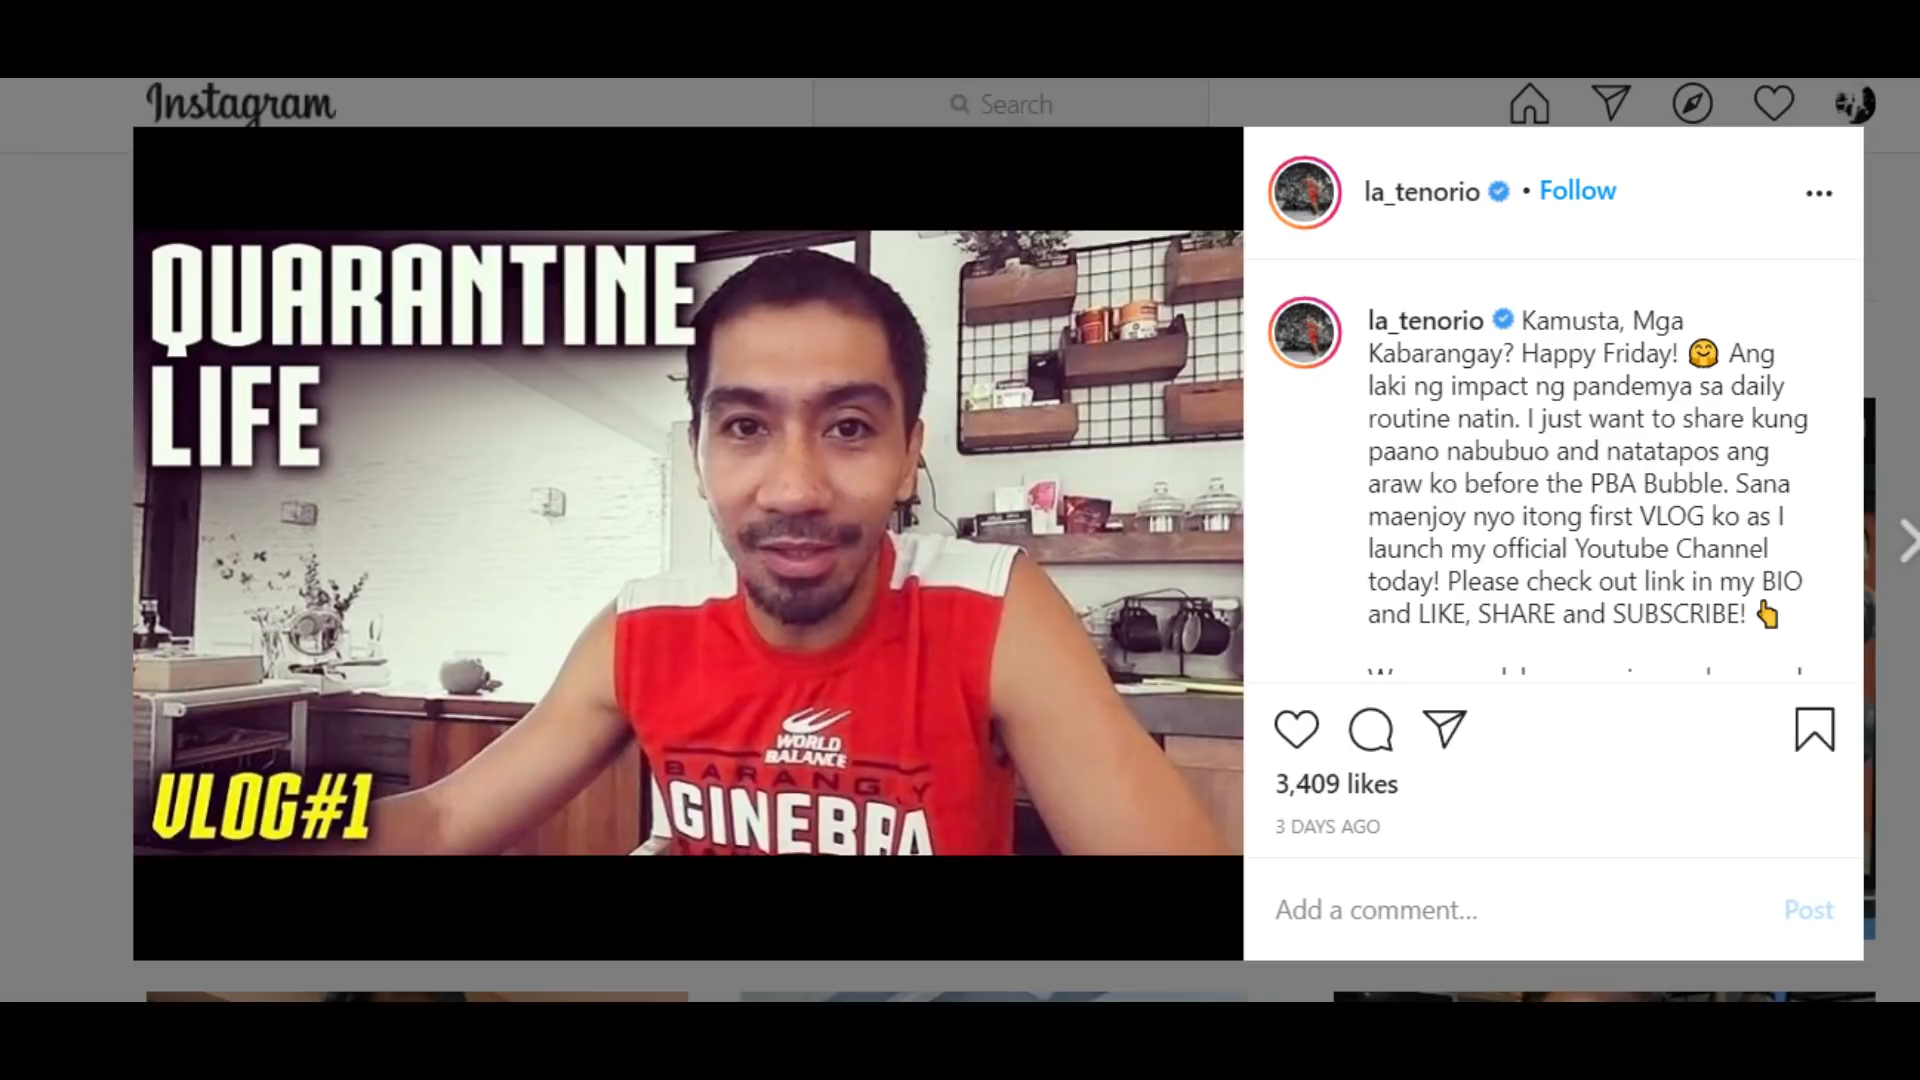 Instagram
Search
QUARANTINE
LIFE
VLOG#1
WORLD
BALANCE
BARANGAY
GINEBRA
la_tenorio • Follow
la_tenorio Kamusta, Mga
Kabarangay? Happy Friday! 🤗 Ang
laki ng impact ng pandemya sa daily
routine natin. I just want to share kung
paano nabubuo and natatapos ang
araw ko before the PBA Bubble. Sana
maenjoy nyo itong first VLOG ko as I
launch my official Youtube Channel
today! Please check out link in my BIO
and LIKE, SHARE and SUBSCRIBE! 👆
3,409 likes
3 DAYS AGO
Add a comment...
Post